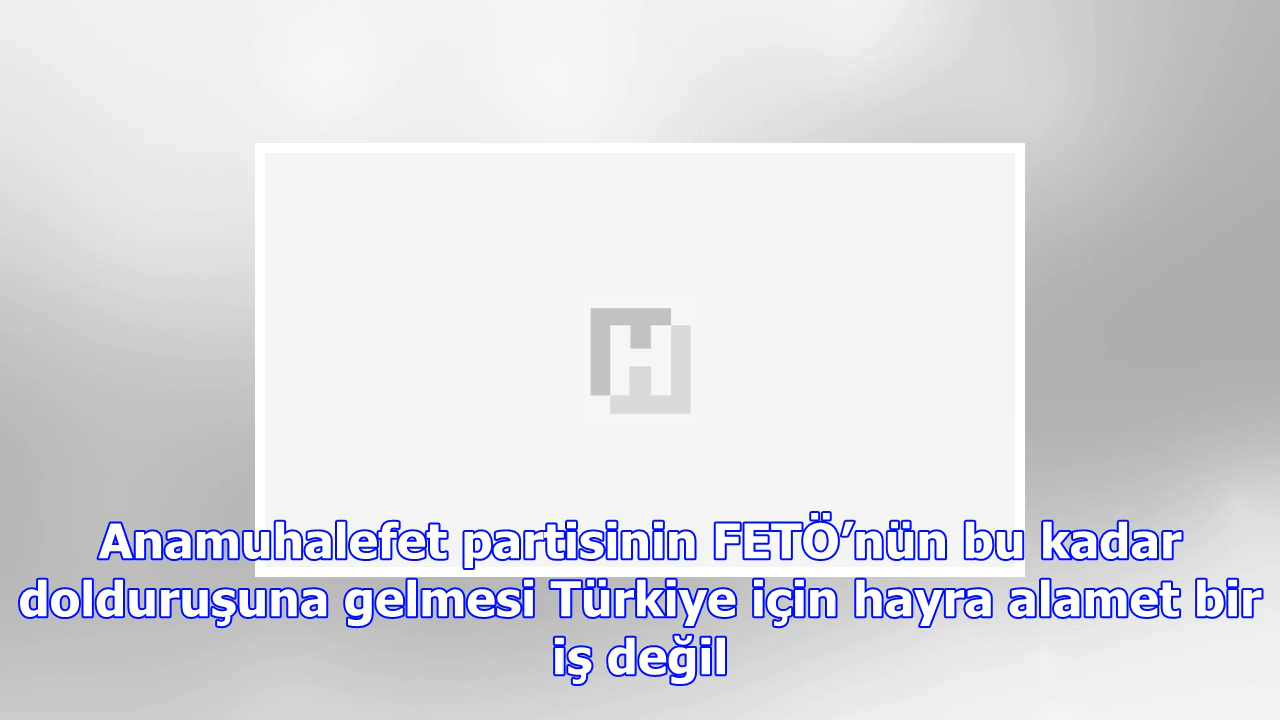 Anamuhalefet partisinin FETÖ’nün bu kadar
dolduruşuna gelmesi Türkiye için hayra alamet bir
iş değil